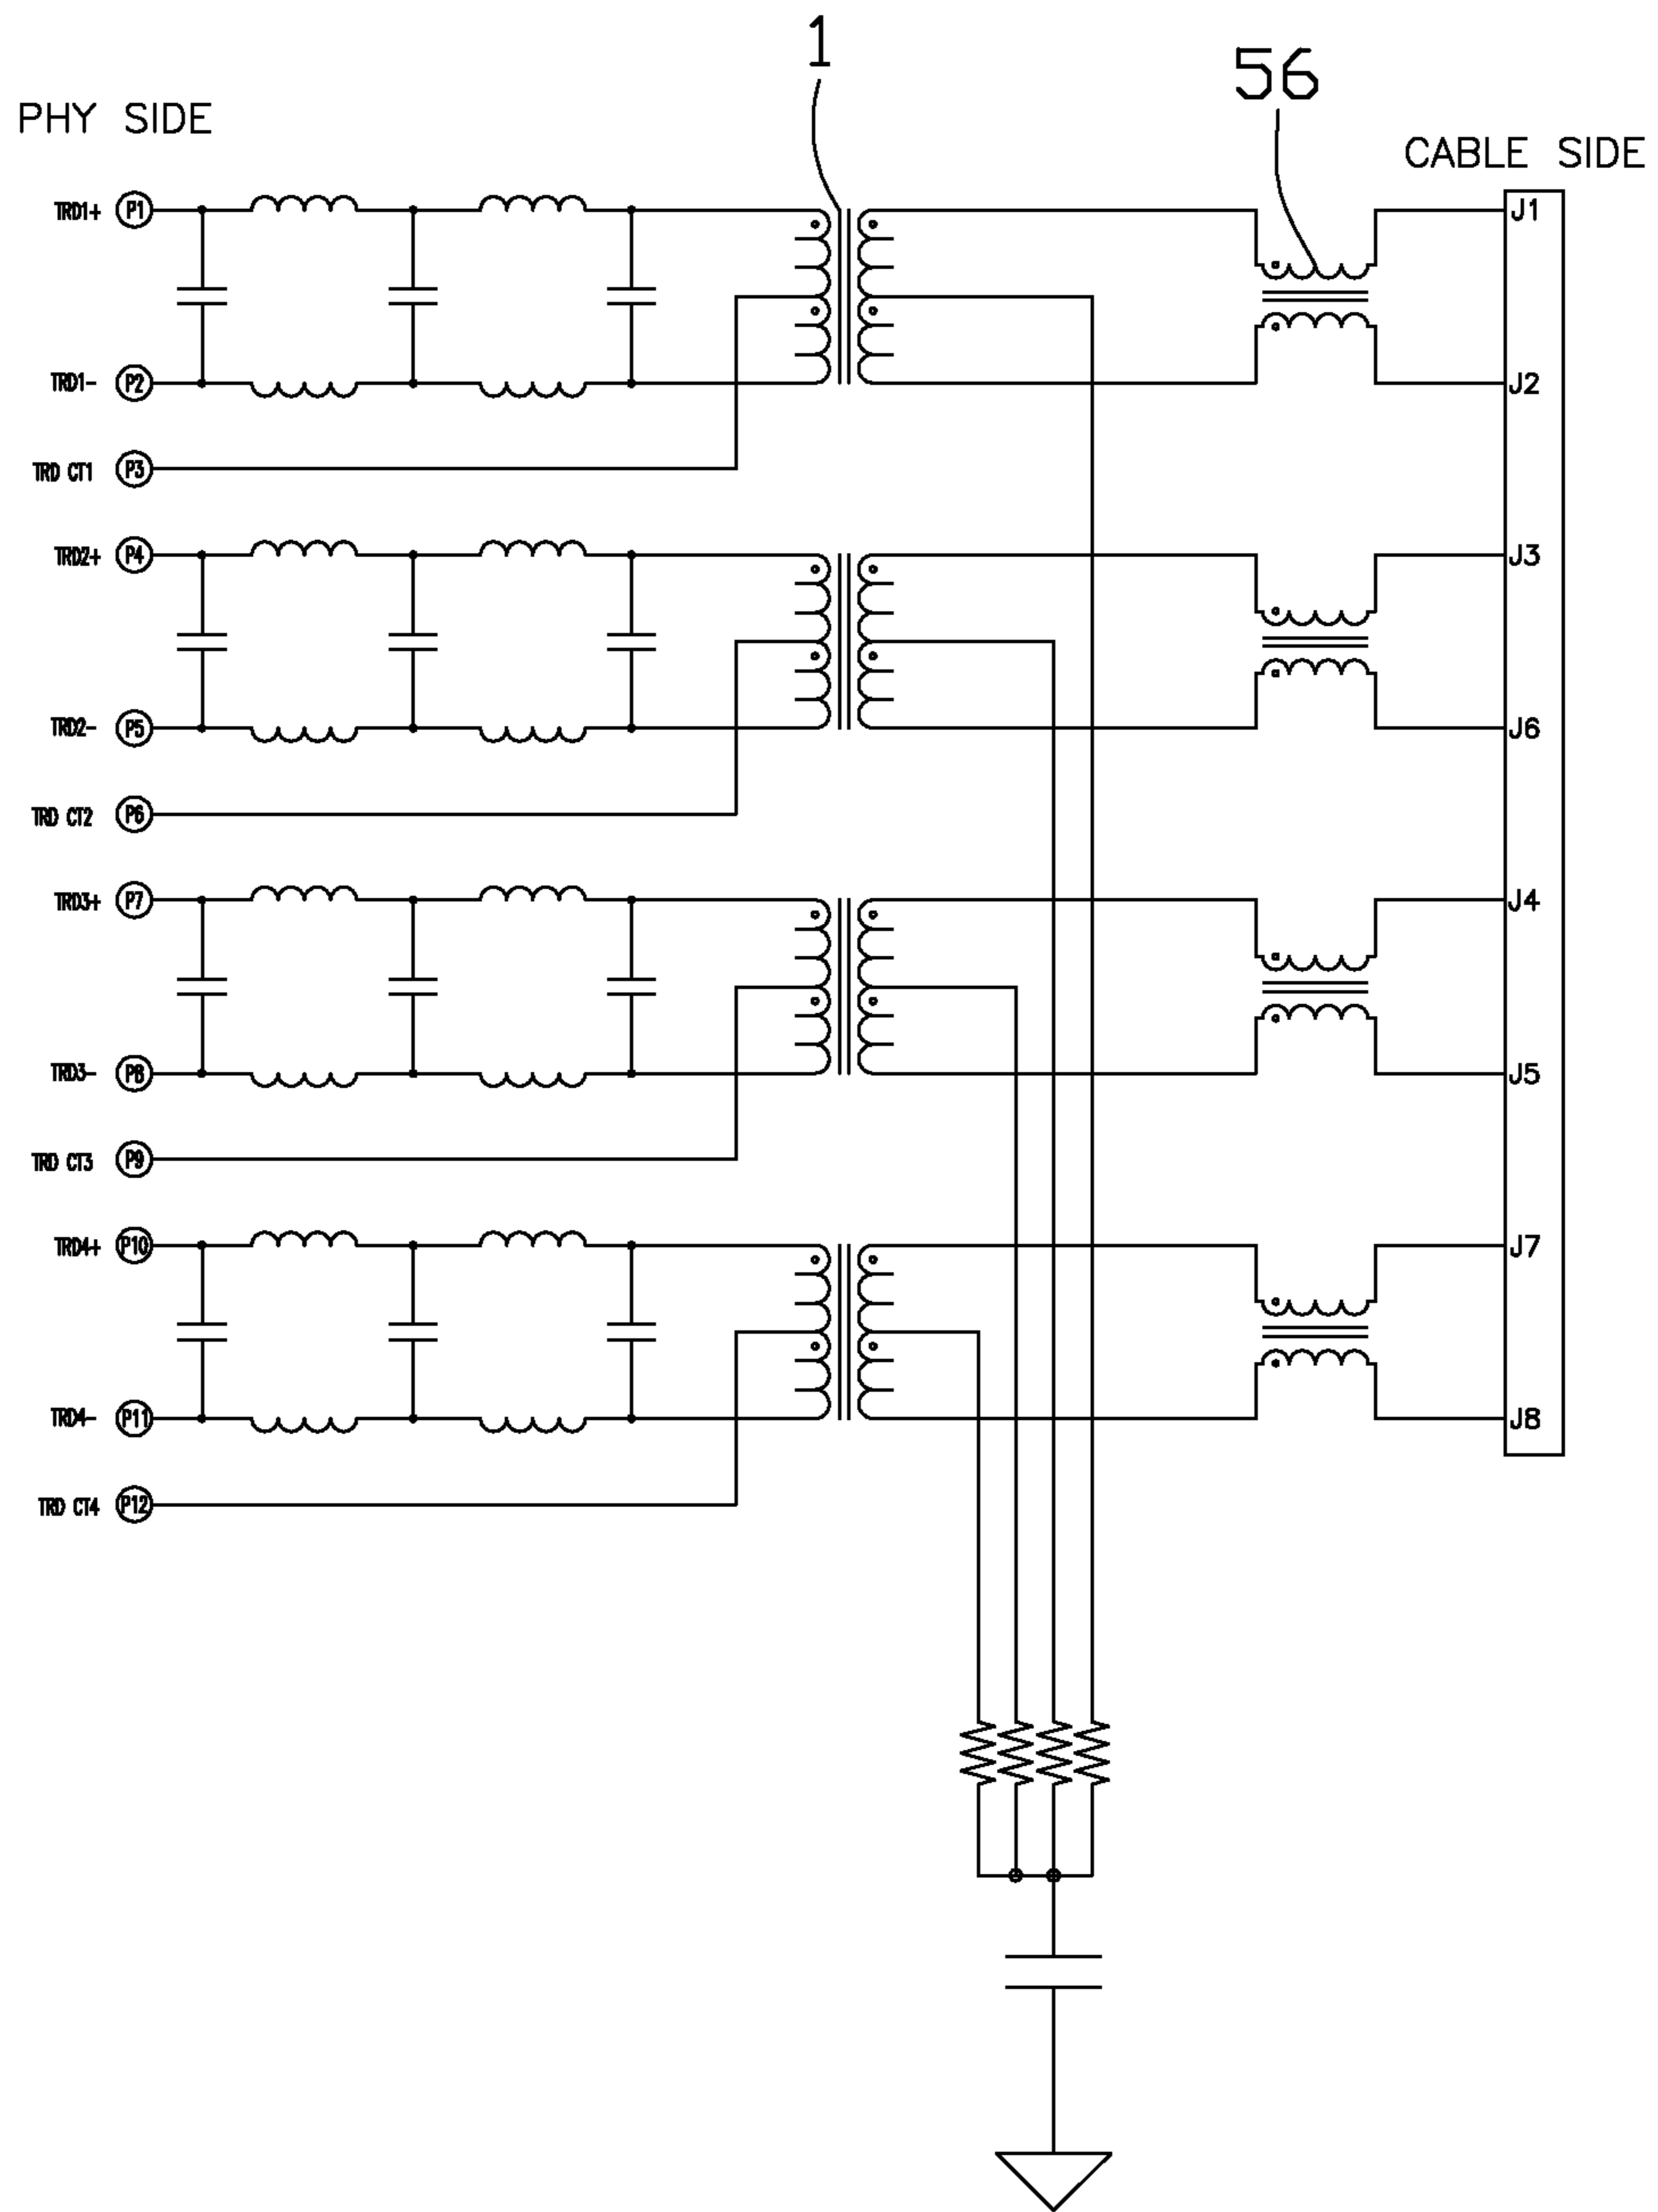 1
56
PHY SIDE
CABLE SIDE
TRD1+ P1
J1
TRD1- P2
J2
TRD CT1 P3
TRD2+ P4
J3
TRD2- P5
J6
TRD CT2 P6
TRD3+ P7
J4
TRD3- P8
J5
TRD CT3 P9
TRD4+ P10
J7
TRD4- P11
J8
TRD CT4 P12